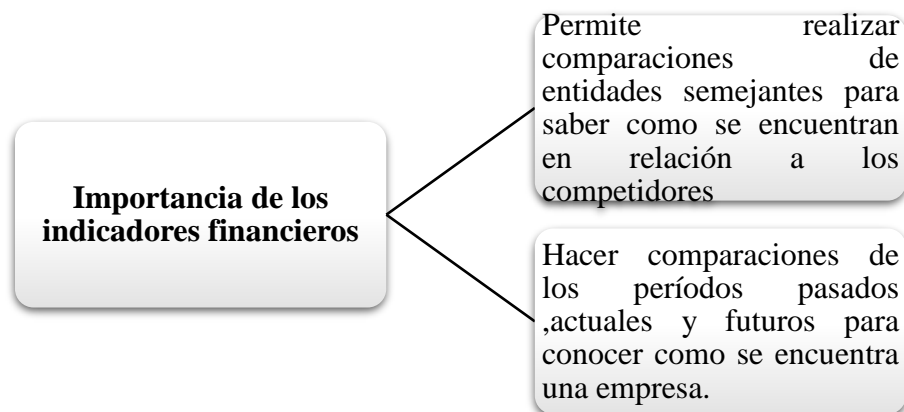 Importancia de los
indicadores financieros
Permite realizar
comparaciones de
entidades semejantes para
saber como se encuentran
en relación a los
competidores
Hacer comparaciones de
los períodos pasados
,actuales y futuros para
conocer como se encuentra
una empresa.